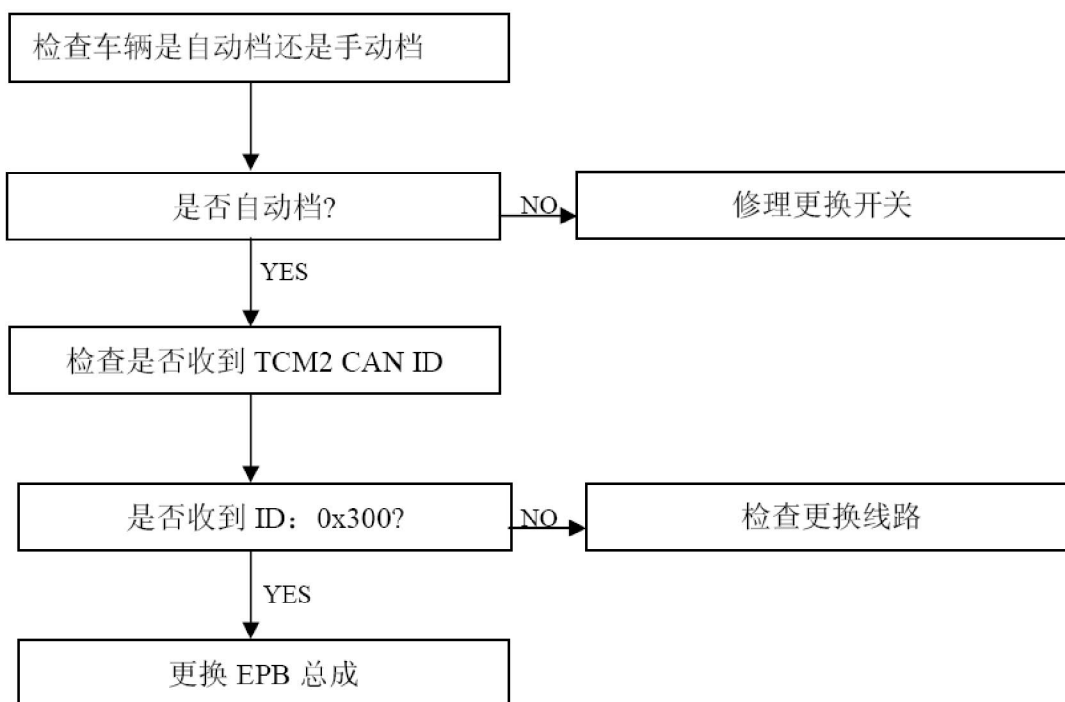 检查车辆是自动档还是手动档
是否自动档?
NO
修理更换开关
YES
检查是否收到 TCM2 CAN ID
是否收到 ID：0x300?
NO
检查更换线路
YES
更换 EPB 总成